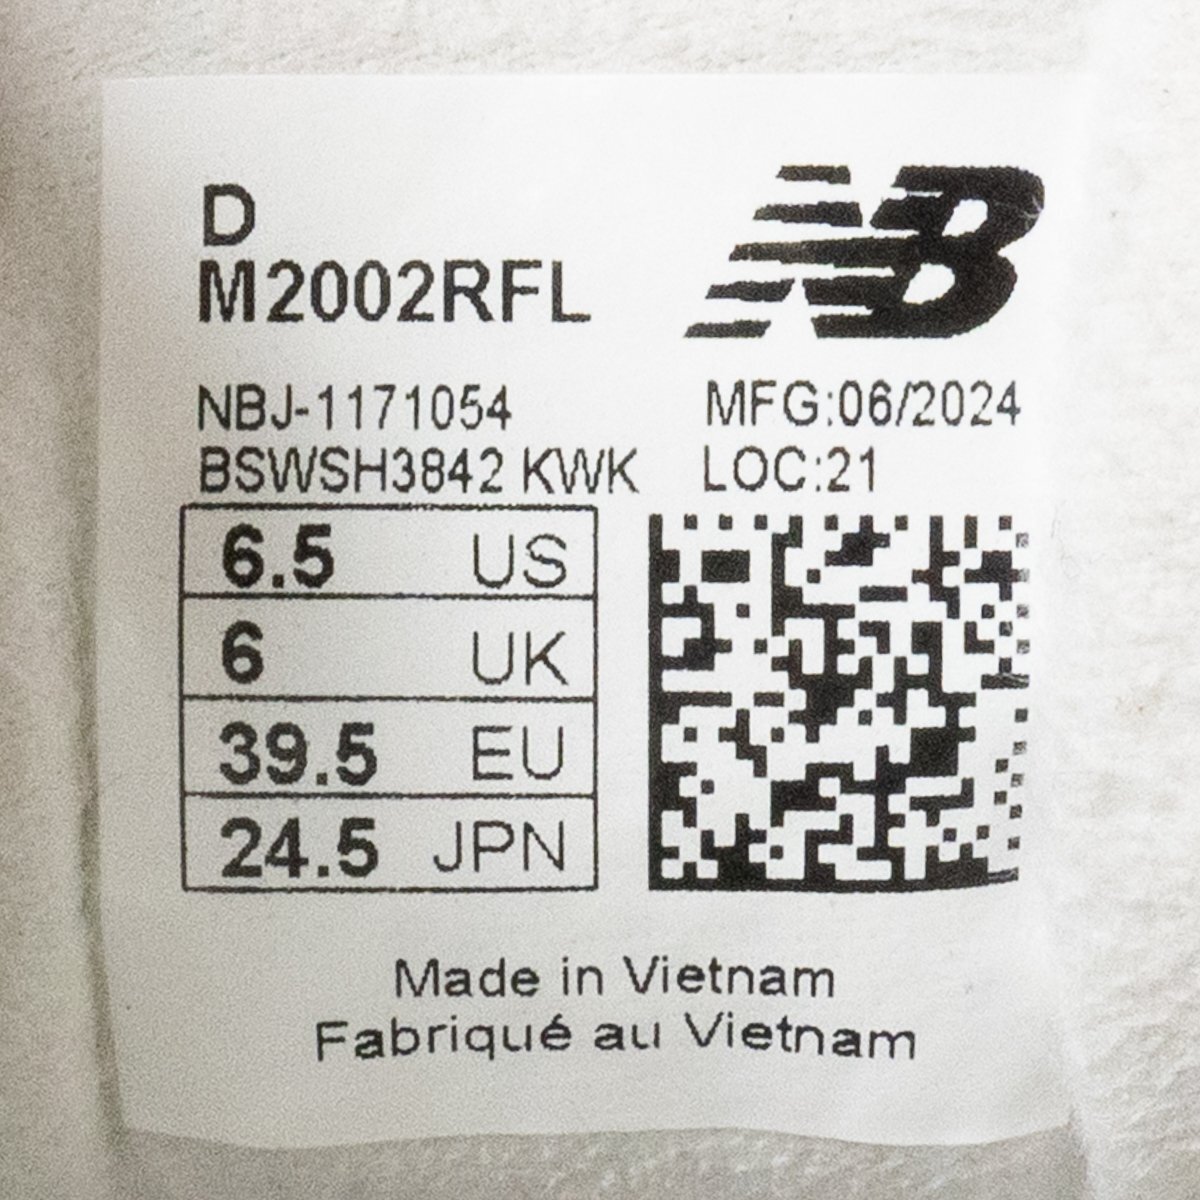 D
M2002RFL
NB
NBJ-1171054 MFG:06/2024
BSWSH3842 KWK LOC:21
6.5 US
6 UK
39.5 EU
24.5 JPN
Made in Vietnam
Fabriqué au Vietnam